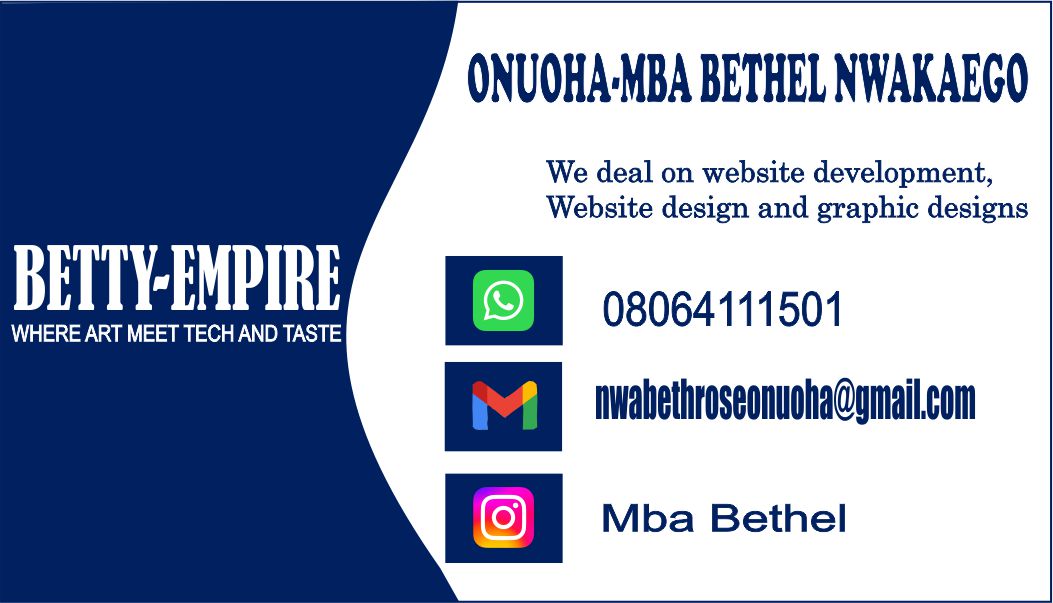 BETTY-EMPIRE
WHERE ART MEET TECH AND TASTE
ONUOHA-MBA BETHEL NWAKAEGO
We deal on website development,
Website design and graphic designs
08064111501
nwabethroseonuoha@gmail.com
Mba Bethel